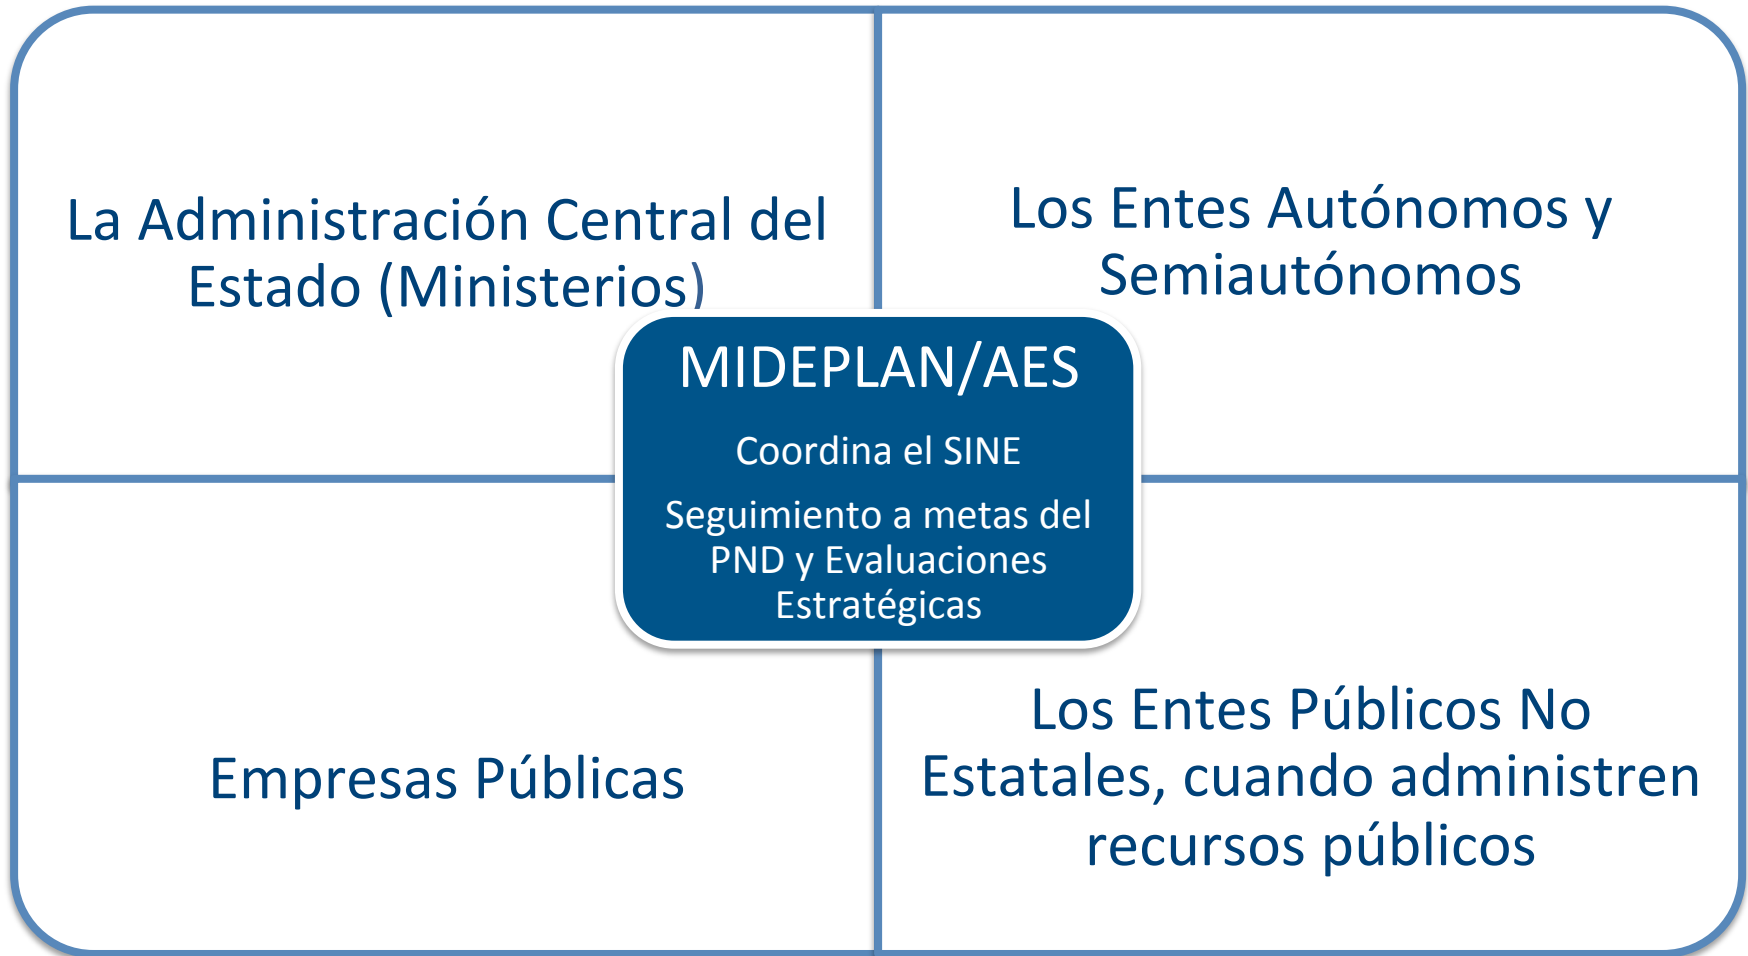 La Administración Central del
Estado (Ministerios)
Los Entes Autónomos y
Semiautónomos
MIDEPLAN/AES
Coordina el SINE
Seguimiento a metas del
PND y Evaluaciones
Estratégicas
Empresas Públicas
Los Entes Públicos No
Estatales, cuando administren
recursos públicos